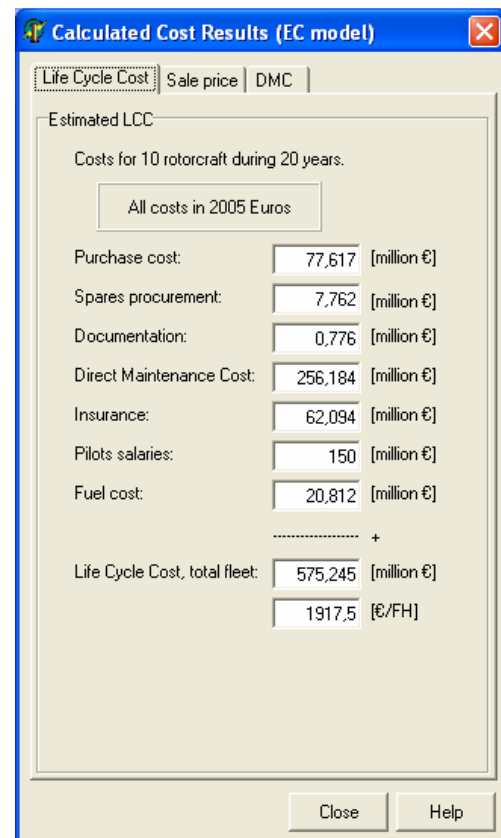 Calculated Cost Results (EC model)
Life Cycle Cost Sale price DMC
Estimated LCC
Costs for 10 rotorcraft during 20 years.
All costs in 2005 Euros
Purchase cost: 77,617 [million €]
Spares procurement: 7,762 [million €]
Documentation: 0,776 [million €]
Direct Maintenance Cost: 256,184 [million €]
Insurance: 62,094 [million €]
Pilots salaries: 150 [million €]
Fuel cost: 20,812 [million €]
------------------ +
Life Cycle Cost, total fleet: 575,245 [million €]
1917,5 [€/FH]
Close Help